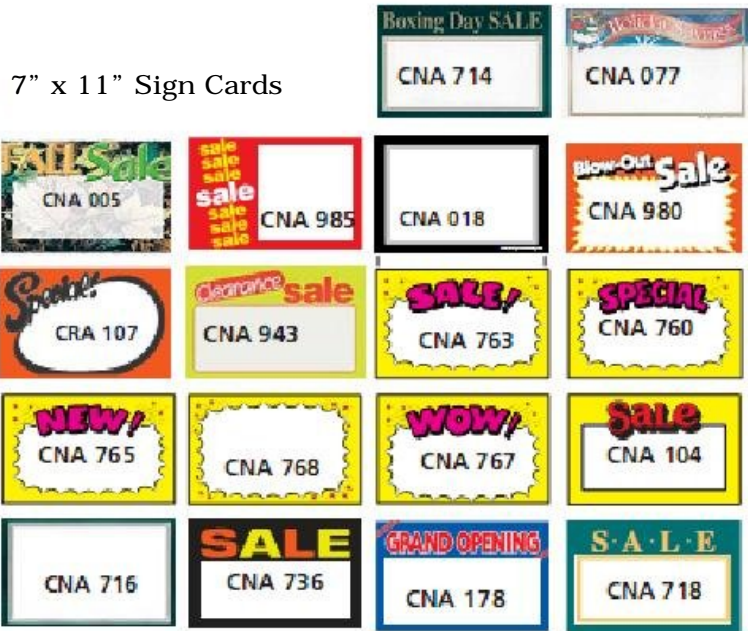 Boxing Day SALE
CNA 714
Holiday Savings
CNA 077
7” x 11” Sign Cards
FALL Sale
CNA 005
sale
sale
sale
sale
sale
sale
sale
CNA 985
CNA 018
Blow-Out Sale
CNA 980
Special!
CRA 107
Clearance sale
CNA 943
SALE!
CNA 763
SPECIAL
CNA 760
NEW!
CNA 765
CNA 768
WOW!
CNA 767
Sale
CNA 104
CNA 716
SALE
CNA 736
GRAND OPENING
CNA 178
S·A·L·E
CNA 718